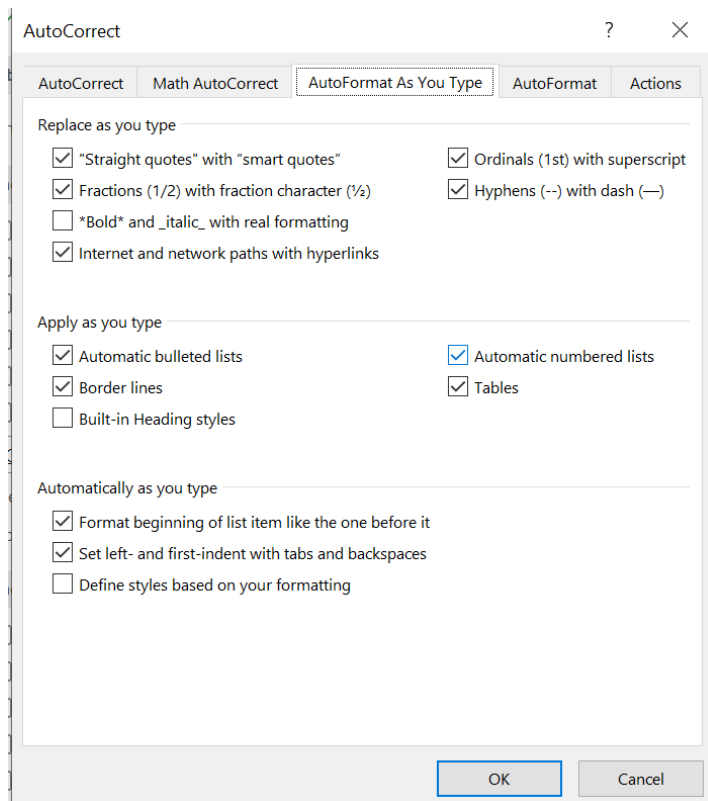 AutoCorrect
?
AutoCorrect Math AutoCorrect AutoFormat As You Type AutoFormat Actions
Replace as you type
"Straight quotes" with “smart quotes”
Ordinals (1st) with superscript
Fractions (1/2) with fraction character (½)
Hyphens (--) with dash (—)
*Bold* and _italic_ with real formatting
Internet and network paths with hyperlinks
Apply as you type
Automatic bulleted lists
Automatic numbered lists
Border lines
Tables
Built-in Heading styles
Automatically as you type
Format beginning of list item like the one before it
Set left- and first-indent with tabs and backspaces
Define styles based on your formatting
OK
Cancel